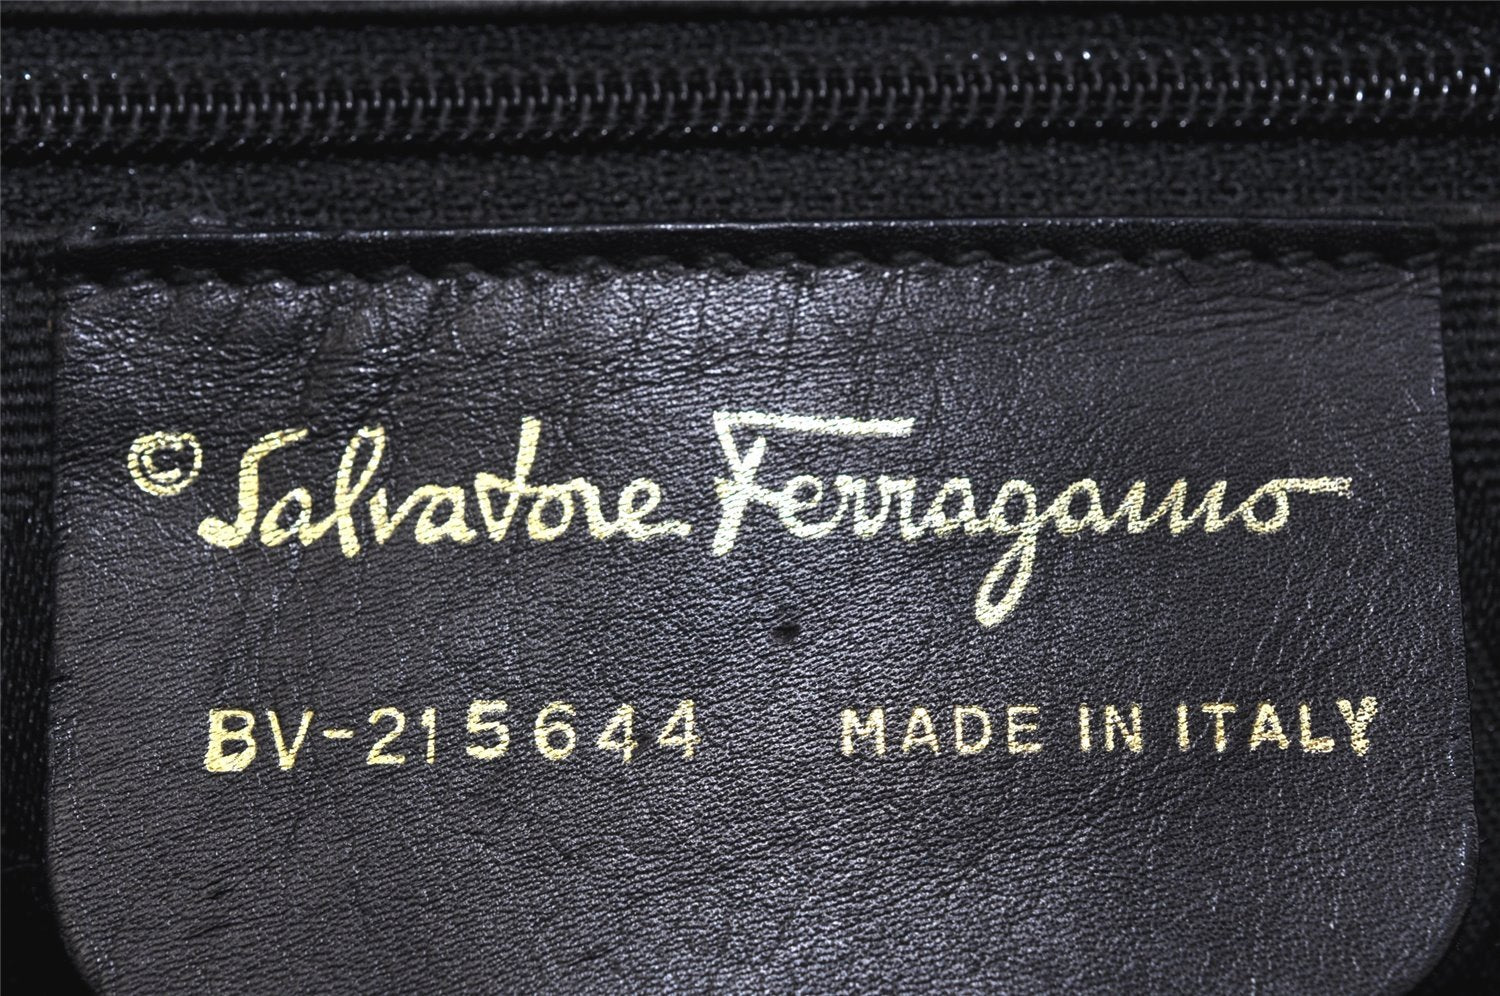 © Salvatore Ferragamo
BV-215644 MADE IN ITALY